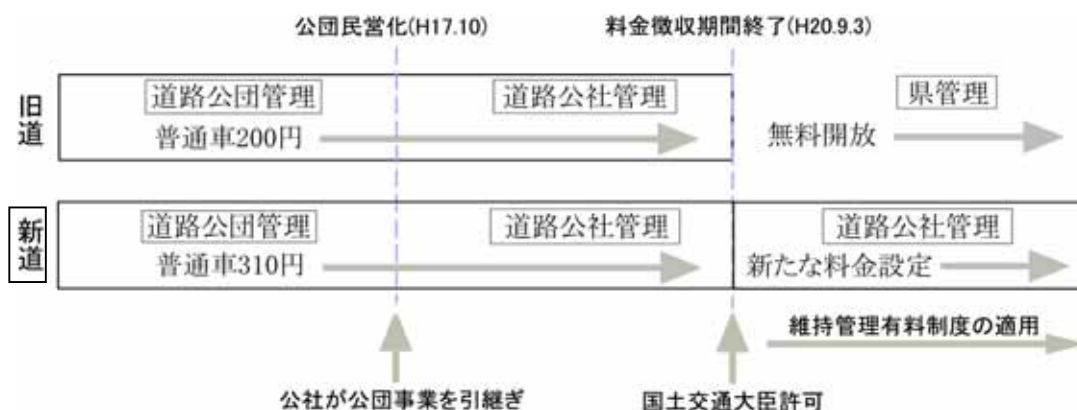 公団民営化(H17.10)
料金徴収期間終了(H20.9.3)
旧道
道路公団管理
道路公社管理
県管理
普通車200円
無料開放
新道
道路公団管理
道路公社管理
道路公社管理
普通車310円
新たな料金設定
維持管理有料制度の適用
公社が公団事業を引継ぎ
国土交通大臣許可